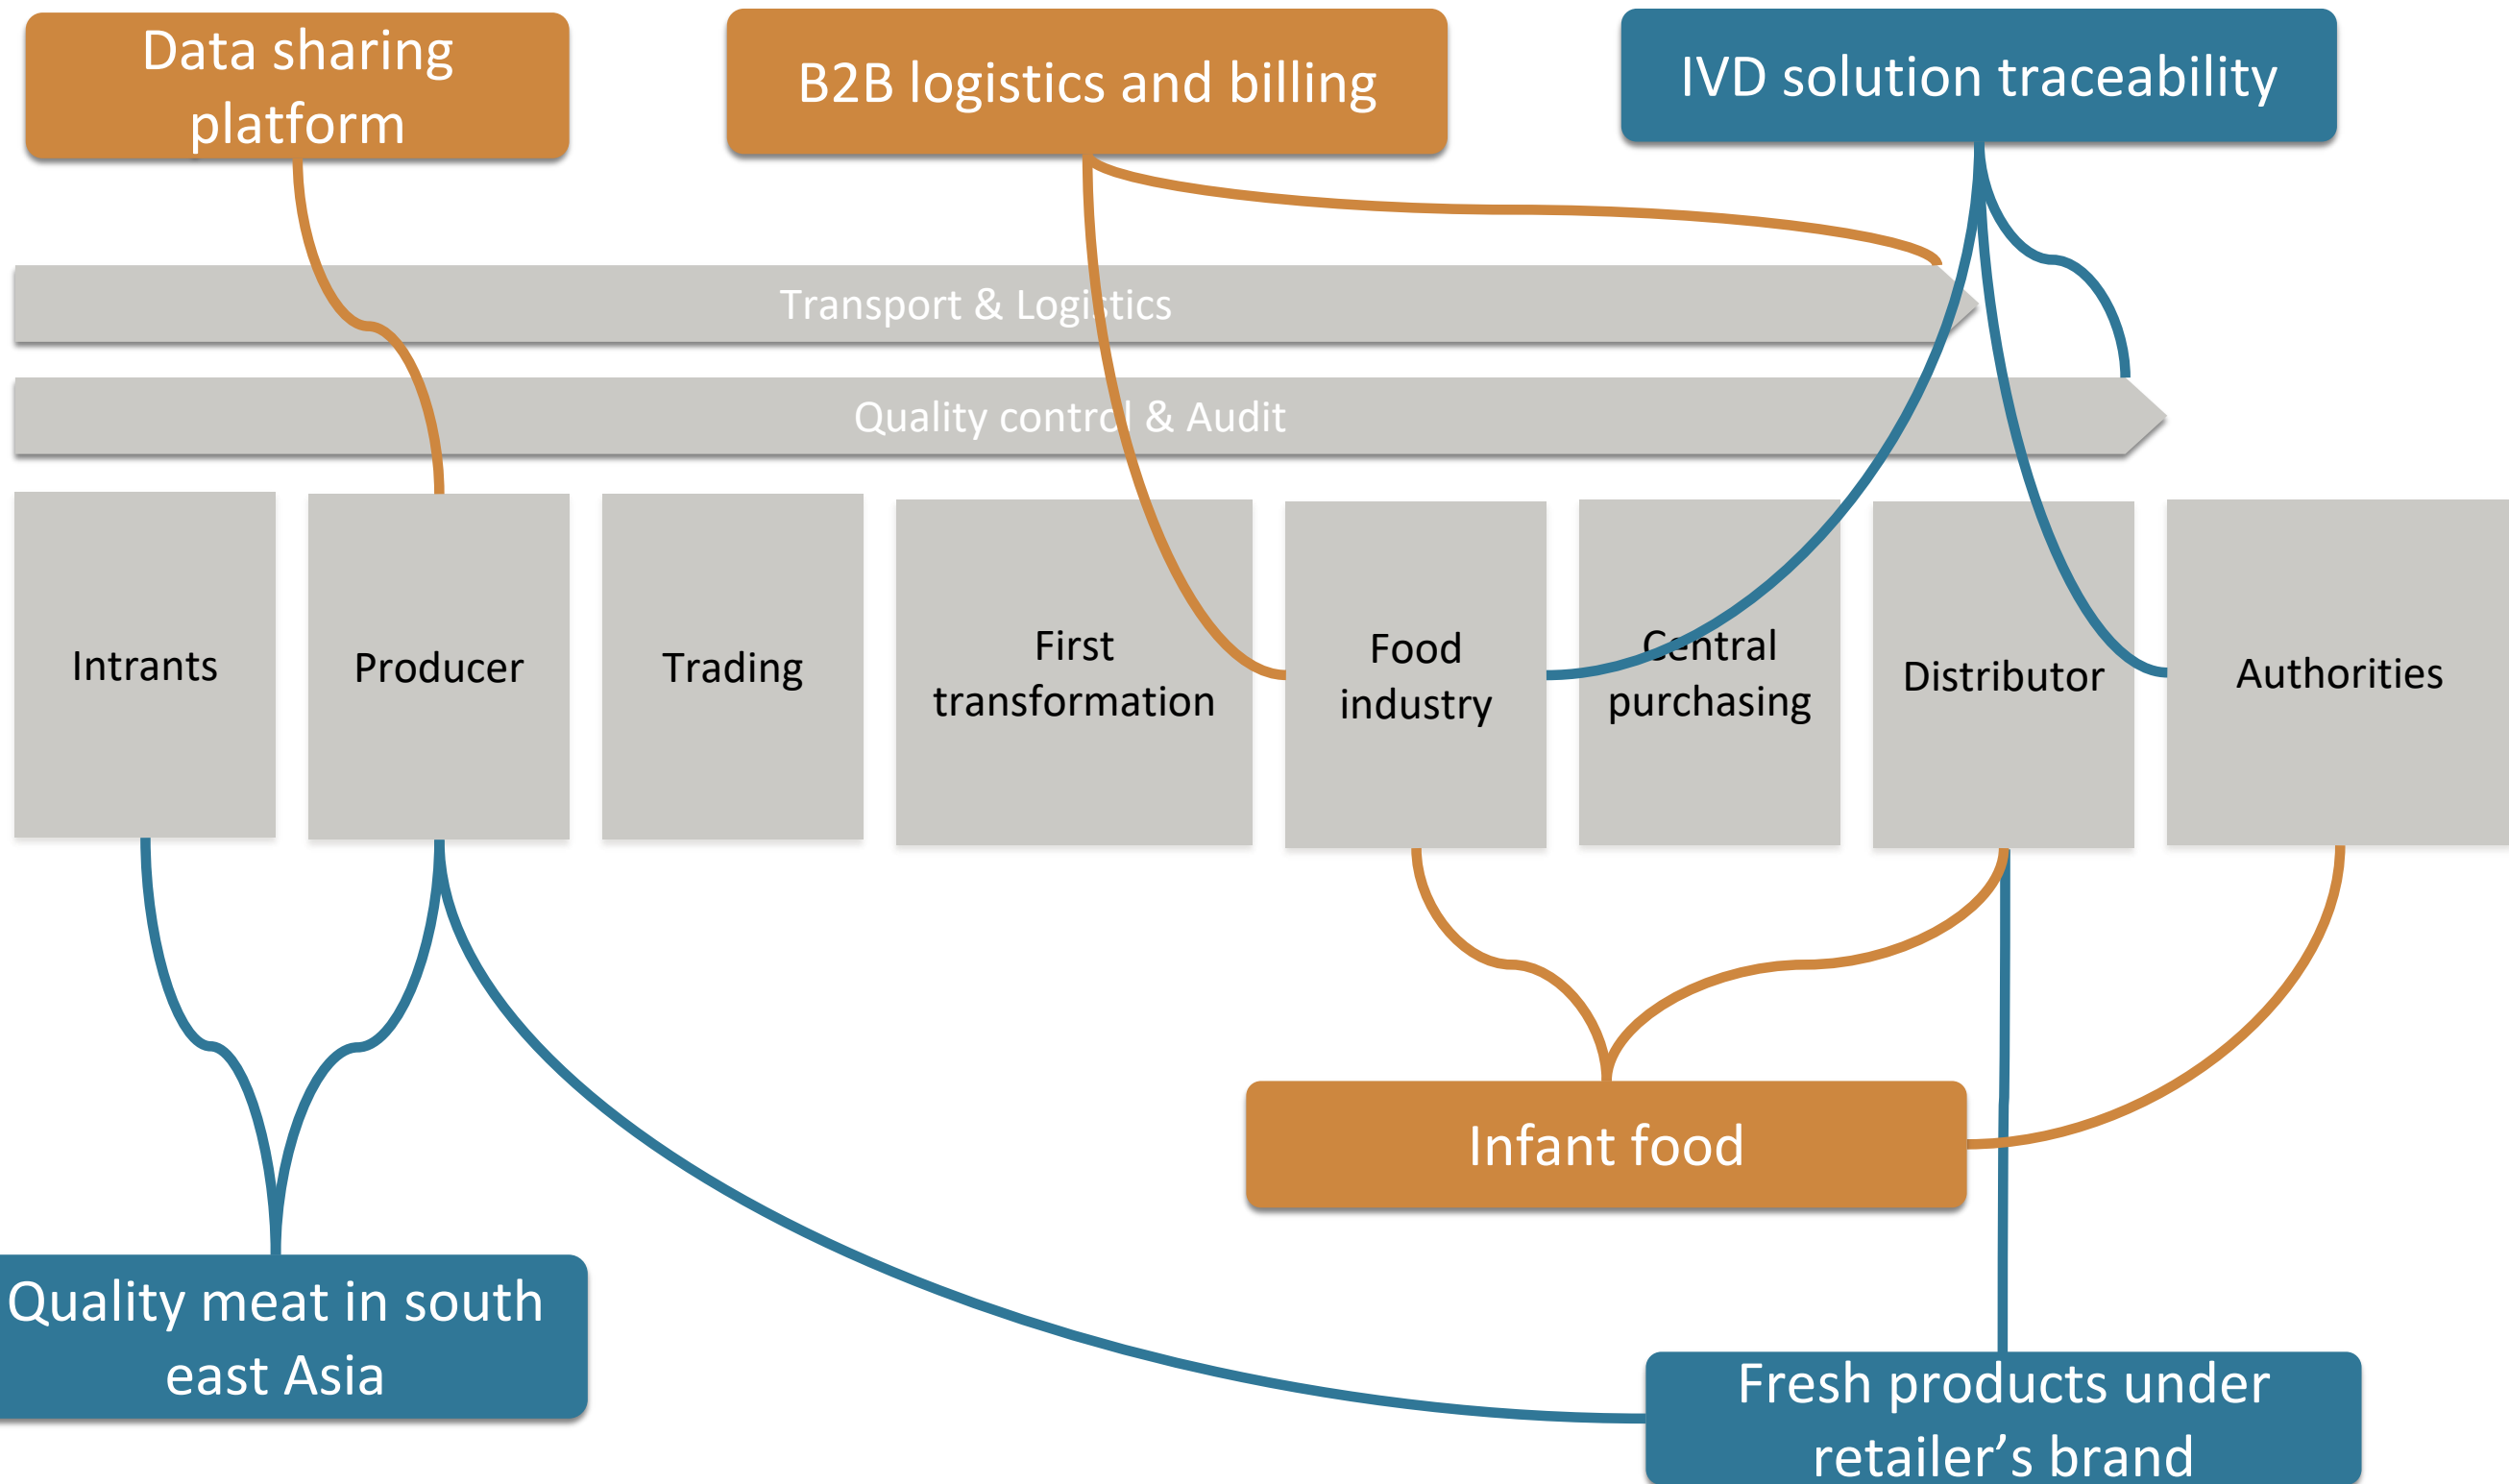 Data sharing
platform
B2B logistics and billing
IVD solution traceability
Transport & Logistics
Quality control & Audit
Intrants
Producer
Trading
First
transformation
Food
industry
Central
purchasing
Distributor
Authorities
Infant food
Quality meat in south
east Asia
Fresh products under
retailer’s brand